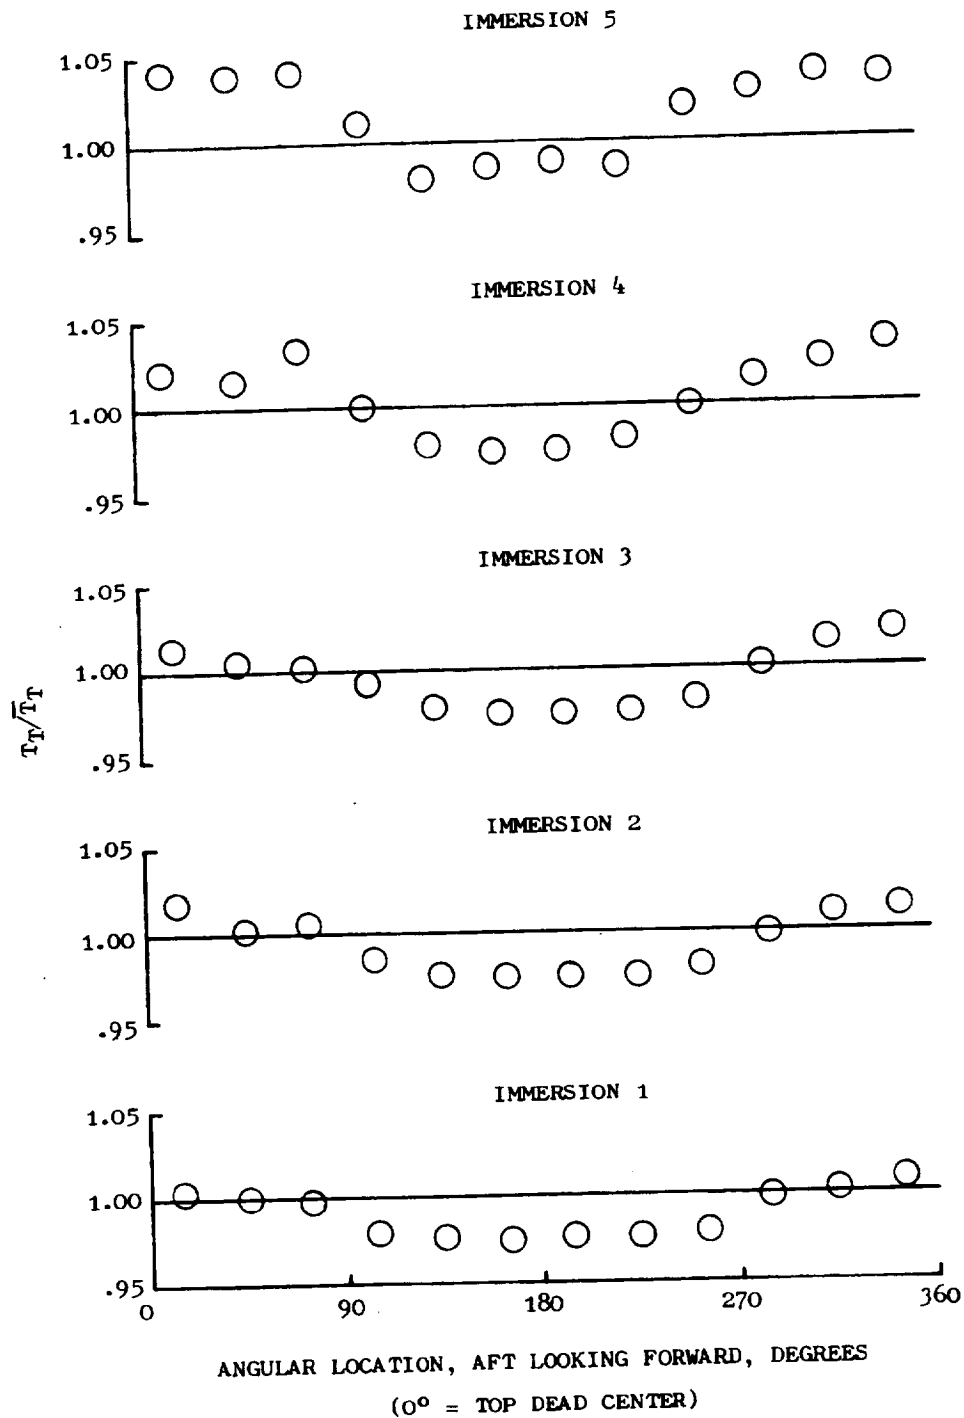 IMMERSION 5
1.05
1.00
.95
IMMERSION 4
1.05
1.00
.95
IMMERSION 3
1.05
1.00
.95
T_T/T̅_T
IMMERSION 2
1.05
1.00
.95
IMMERSION 1
1.05
1.00
.95
0 90 180 270 360
ANGULAR LOCATION, AFT LOOKING FORWARD, DEGREES
(0° = TOP DEAD CENTER)